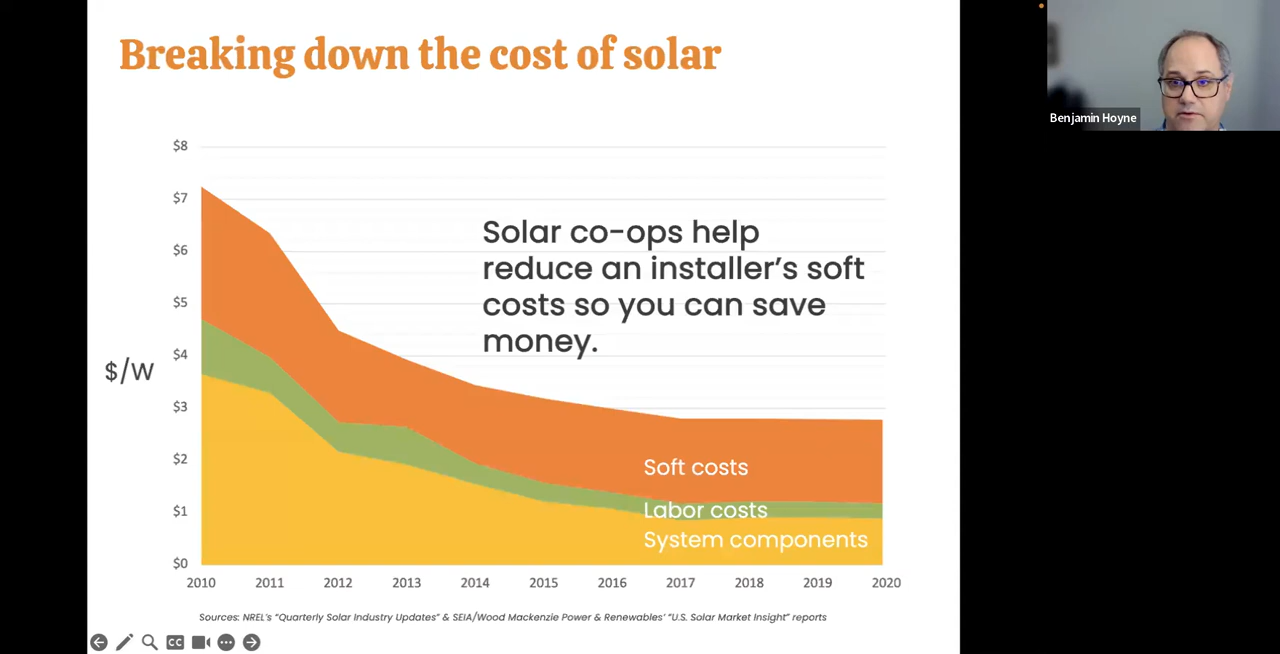 Breaking down the cost of solar
Benjamin Hoyne
$8
$7
$6
$5
$4
$3
$2
$1
$0
$/W
Solar co-ops help
reduce an installer's soft
costs so you can save
money.
Soft costs
Labor costs
System components
2010 2011 2012 2013 2014 2015 2016 2017 2018 2019 2020
Sources: NREL's "Quarterly Solar Industry Updates" & SEIA/Wood Mackenzie Power & Renewables' "U.S. Solar Market Insight" reports
CC